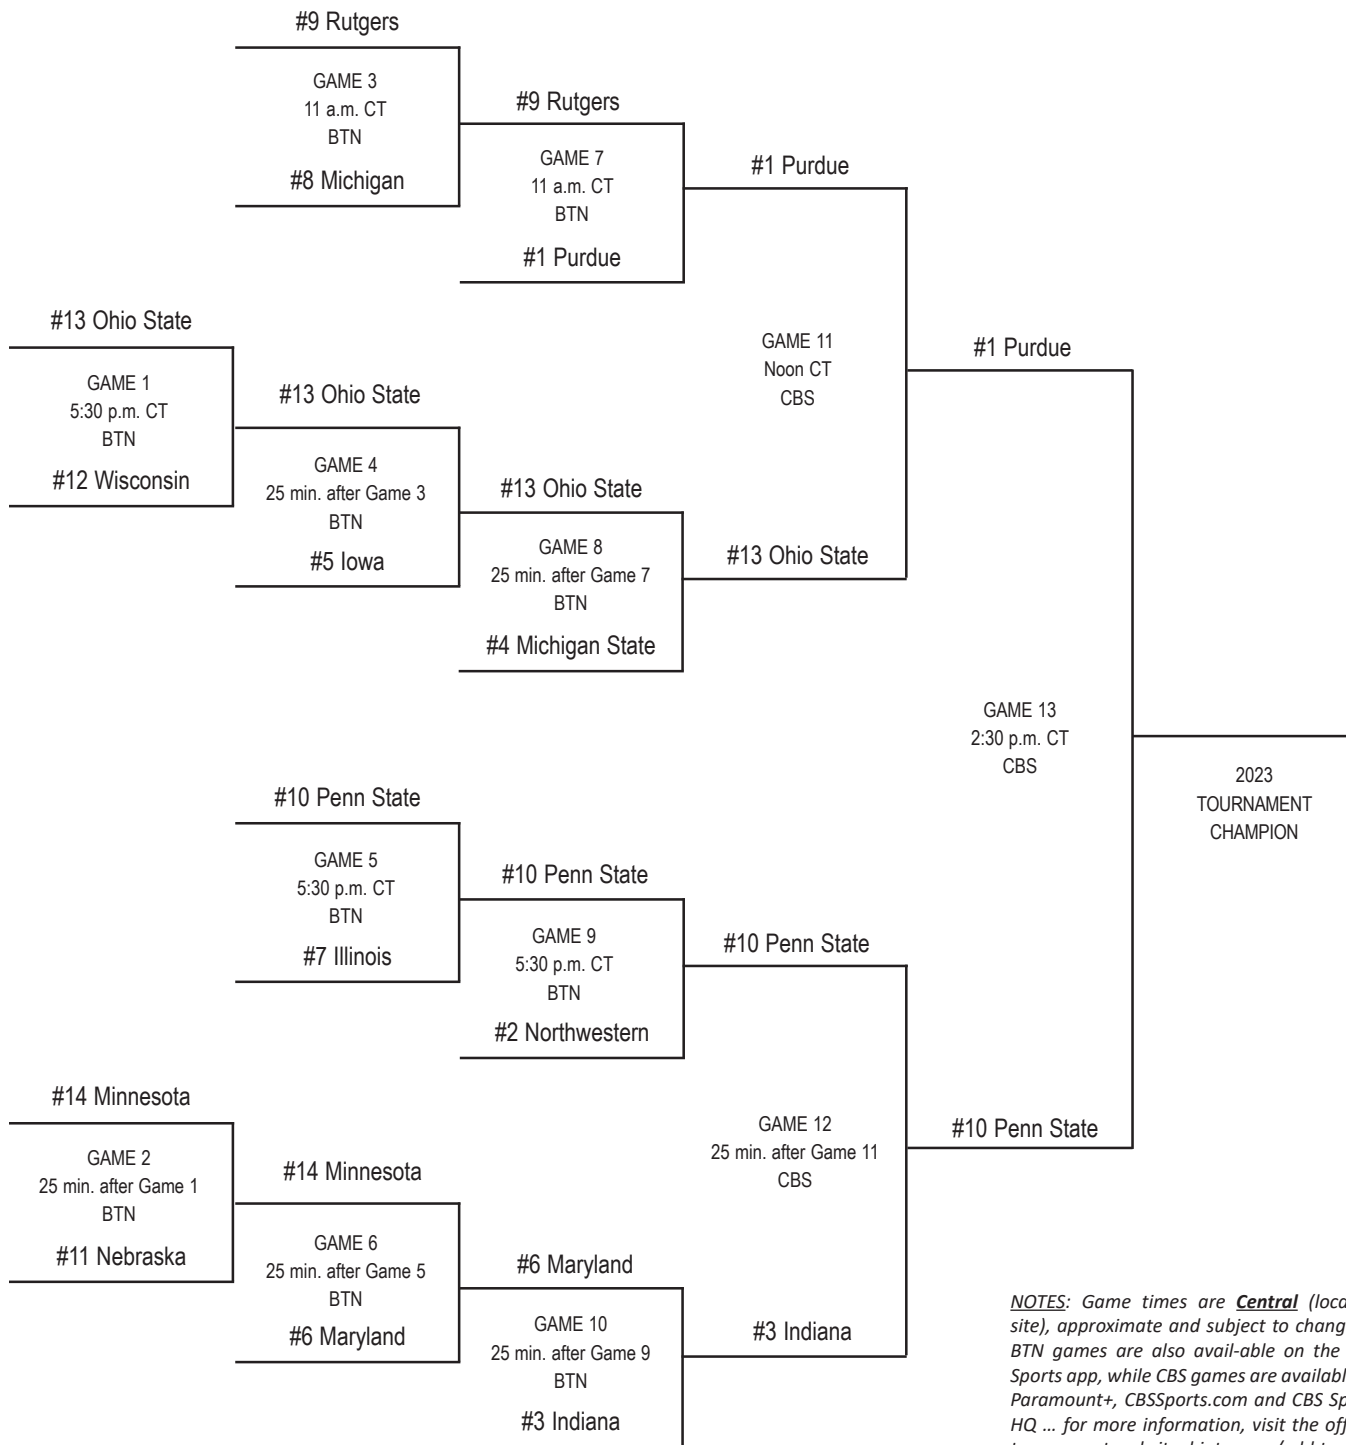 #9 Rutgers
GAME 3
11 a.m. CT
BTN
#8 Michigan
#9 Rutgers
GAME 7
11 a.m. CT
BTN
#1 Purdue
#1 Purdue
#13 Ohio State
GAME 1
5:30 p.m. CT
BTN
#12 Wisconsin
#13 Ohio State
GAME 4
25 min. after Game 3
BTN
#5 Iowa
#13 Ohio State
GAME 8
25 min. after Game 7
BTN
#4 Michigan State
GAME 11
Noon CT
CBS
#13 Ohio State
#1 Purdue
GAME 13
2:30 p.m. CT
CBS
2023
TOURNAMENT
CHAMPION
#10 Penn State
GAME 5
5:30 p.m. CT
BTN
#7 Illinois
#10 Penn State
GAME 9
5:30 p.m. CT
BTN
#2 Northwestern
#10 Penn State
#14 Minnesota
GAME 2
25 min. after Game 1
BTN
#11 Nebraska
#14 Minnesota
GAME 6
25 min. after Game 5
BTN
#6 Maryland
#6 Maryland
GAME 10
25 min. after Game 9
BTN
#3 Indiana
GAME 12
25 min. after Game 11
CBS
#3 Indiana
#10 Penn State
NOTES: Game times are Central (loca
site), approximate and subject to chang
BTN games are also avail-able on the
Sports app, while CBS games are availabl
Paramount+, CBSSports.com and CBS Sp
HQ ... for more information, visit the off